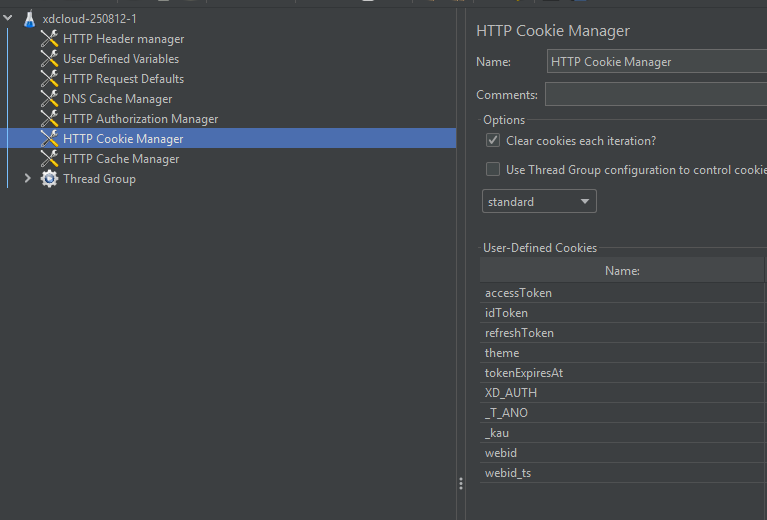 xdcloud-250812-1
HTTP Header manager
User Defined Variables
HTTP Request Defaults
DNS Cache Manager
HTTP Authorization Manager
HTTP Cookie Manager
HTTP Cache Manager
Thread Group
HTTP Cookie Manager
Name: HTTP Cookie Manager
Comments:
Options
Clear cookies each iteration?
Use Thread Group configuration to control cookie
standard
User-Defined Cookies
Name:
accessToken
idToken
refreshToken
theme
tokenExpiresAt
XD_AUTH
_T_ANO
_kau
webid
webid_ts